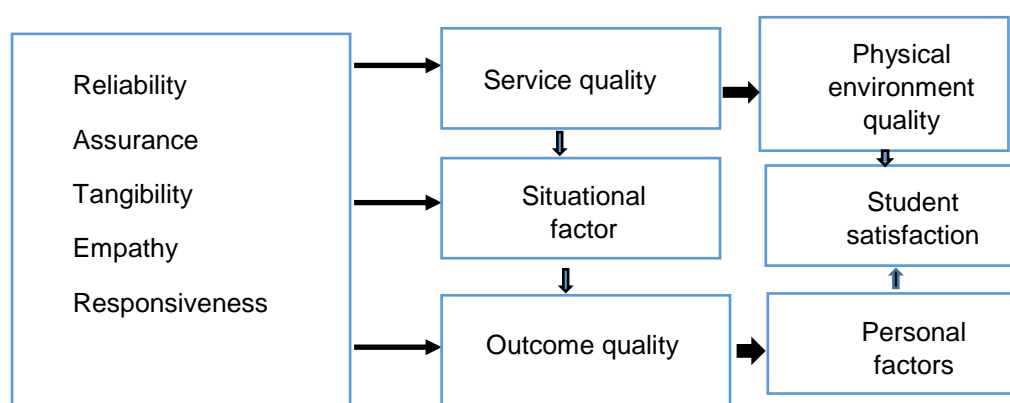 Reliability
Assurance
Tangibility
Empathy
Responsiveness
Service quality
Situational
factor
Outcome quality
Physical
environment
quality
Student
satisfaction
Personal
factors